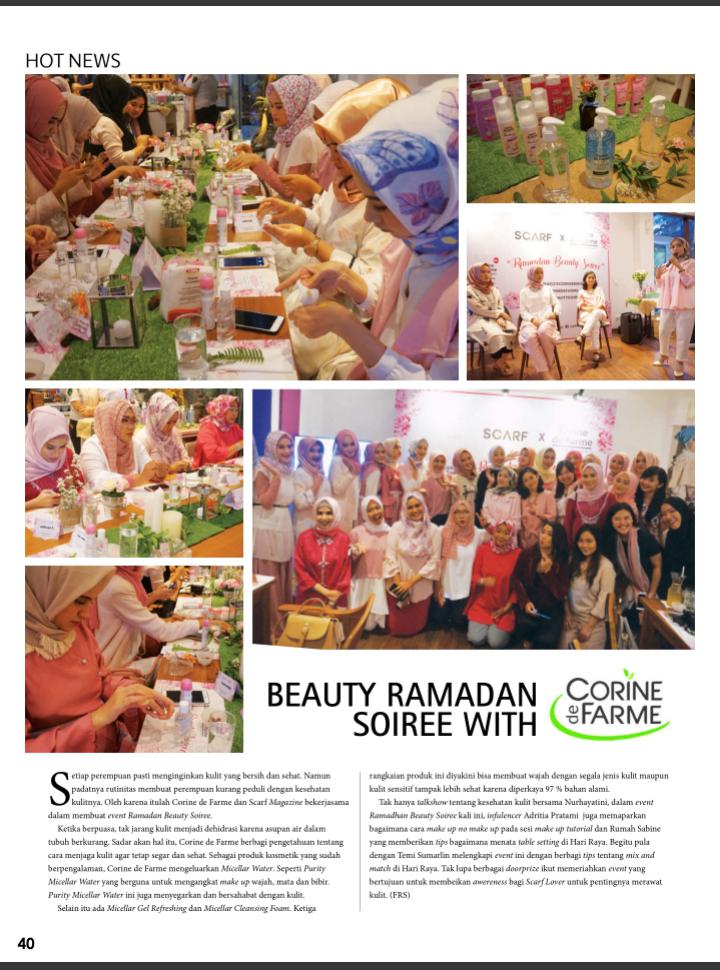 HOT NEWS
SCARF X
"Ramadan Beauty Soiree"
SCARF X
de Farme
BEAUTY RAMADAN
SOIREE WITH
CORINE
de FARME
Setiap perempuan pasti menginginkan kulit yang bersih dan sehat. Namun
padatnya rutinitas membuat perempuan kurang peduli dengan kesehatan
kulitnya. Oleh karena itulah Corine de Farme dan Scarf Magazine bekerjasama
dalam membuat event Ramadan Beauty Soiree.
Ketika berpuasa, tak jarang kulit menjadi dehidrasi karena asupan air dalam
tubuh berkurang. Sadar akan hal itu, Corine de Farme berbagi pengetahuan tentang
cara menjaga kulit agar tetap segar dan sehat. Sebagai produk kosmetik yang sudah
berpengalaman, Corine de Farme mengeluarkan Micellar Water. Seperti Purity
Micellar Water yang berguna untuk mengangkat make up wajah, mata dan bibir.
Purity Micellar Water ini juga menyegarkan dan bersahabat dengan kulit.
Selain itu ada Micellar Gel Refreshing dan Micellar Cleansing Foam. Ketiga
rangkaian produk ini diyakini bisa membuat wajah dengan segala jenis kulit maupun
kulit sensitif tampak lebih sehat karena diperkaya 97 % bahan alami.
Tak hanya talkshow tentang kesehatan kulit bersama Nurhayatini, dalam event
Ramadhan Beauty Soiree kali ini, infulencer Adritia Pratami juga memaparkan
bagaimana cara make up no make up pada sesi make up tutorial dan Rumah Sabine
yang memberikan tips bagaimana menata table setting di Hari Raya. Begitu pula
dengan Temi Sumarlin melengkapi event ini dengan berbagi tips tentang mix and
match di Hari Raya. Tak lupa berbagai doorprize ikut memeriahkan event yang
bertujuan untuk membeikan awereness bagi Scarf Lover untuk pentingnya merawat
kulit. (FRS)
40